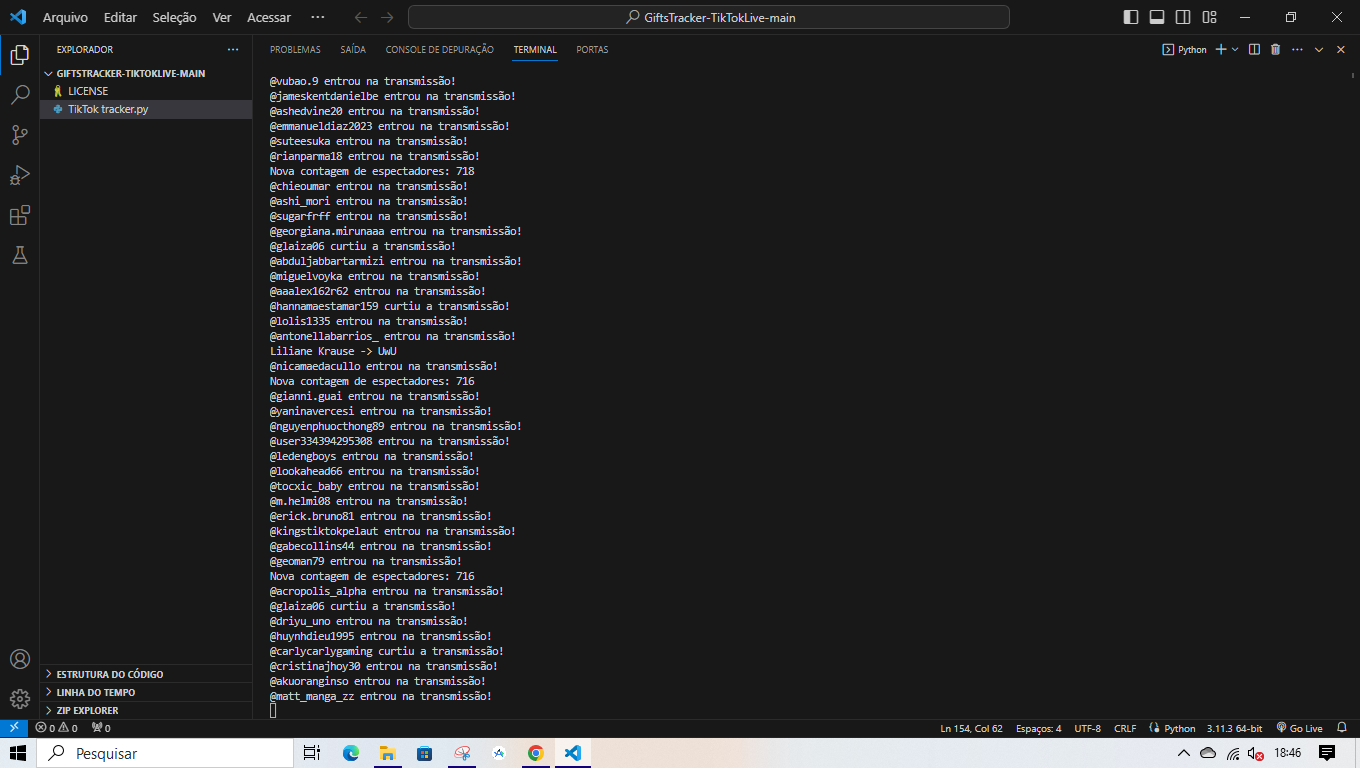 Arquivo Editar Seleção Ver Acessar ···
GiftsTracker-TikTokLive-main
EXPLORADOR ···
GIFTSTRACKER-TIKTOKLIVE-MAIN
LICENSE
TikTok tracker.py
ESTRUTURA DO CÓDIGO
LINHA DO TEMPO
ZIP EXPLORER
PROBLEMAS SAÍDA CONSOLE DE DEPURAÇÃO TERMINAL PORTAS
Python
@vubao.9 entrou na transmissão!
@jameskentdanielbe entrou na transmissão!
@ashedvine20 entrou na transmissão!
@emmanueldiaz2023 entrou na transmissão!
@suteesuka entrou na transmissão!
@rianparma18 entrou na transmissão!
Nova contagem de espectadores: 718
@chieoumar entrou na transmissão!
@ashi_mori entrou na transmissão!
@sugarfrff entrou na transmissão!
@georgiana.mirunaaa entrou na transmissão!
@glaiza06 curtiu a transmissão!
@abduljabbartarmizi entrou na transmissão!
@miguelvoyka entrou na transmissão!
@aaalex162r62 entrou na transmissão!
@hannamaestamar159 curtiu a transmissão!
@lolis1335 entrou na transmissão!
@antonellabarrios_ entrou na transmissão!
Liliane Krause -> UwU
@nicamaedacullo entrou na transmissão!
Nova contagem de espectadores: 716
@gianni.guai entrou na transmissão!
@yaninavercesi entrou na transmissão!
@nguyenphuocthong89 entrou na transmissão!
@user334394295308 entrou na transmissão!
@ledengboys entrou na transmissão!
@lookahead66 entrou na transmissão!
@tocxic_baby entrou na transmissão!
@m.helmi08 entrou na transmissão!
@erick.bruno81 entrou na transmissão!
@kingstiktokpelaut entrou na transmissão!
@gabecollins44 entrou na transmissão!
@geoman79 entrou na transmissão!
Nova contagem de espectadores: 716
@acropolis_alpha entrou na transmissão!
@glaiza06 curtiu a transmissão!
@driyu_uno entrou na transmissão!
@huynhdieu1995 entrou na transmissão!
@carlycarlygaming curtiu a transmissão!
@cristinajhoy30 entrou na transmissão!
@akuoranginso entrou na transmissão!
@matt_manga_zz entrou na transmissão!
0 0 0 Ln 154, Col 62 Espaços: 4 UTF-8 CRLF Python 3.11.3 64-bit Go Live
Pesquisar
18:46